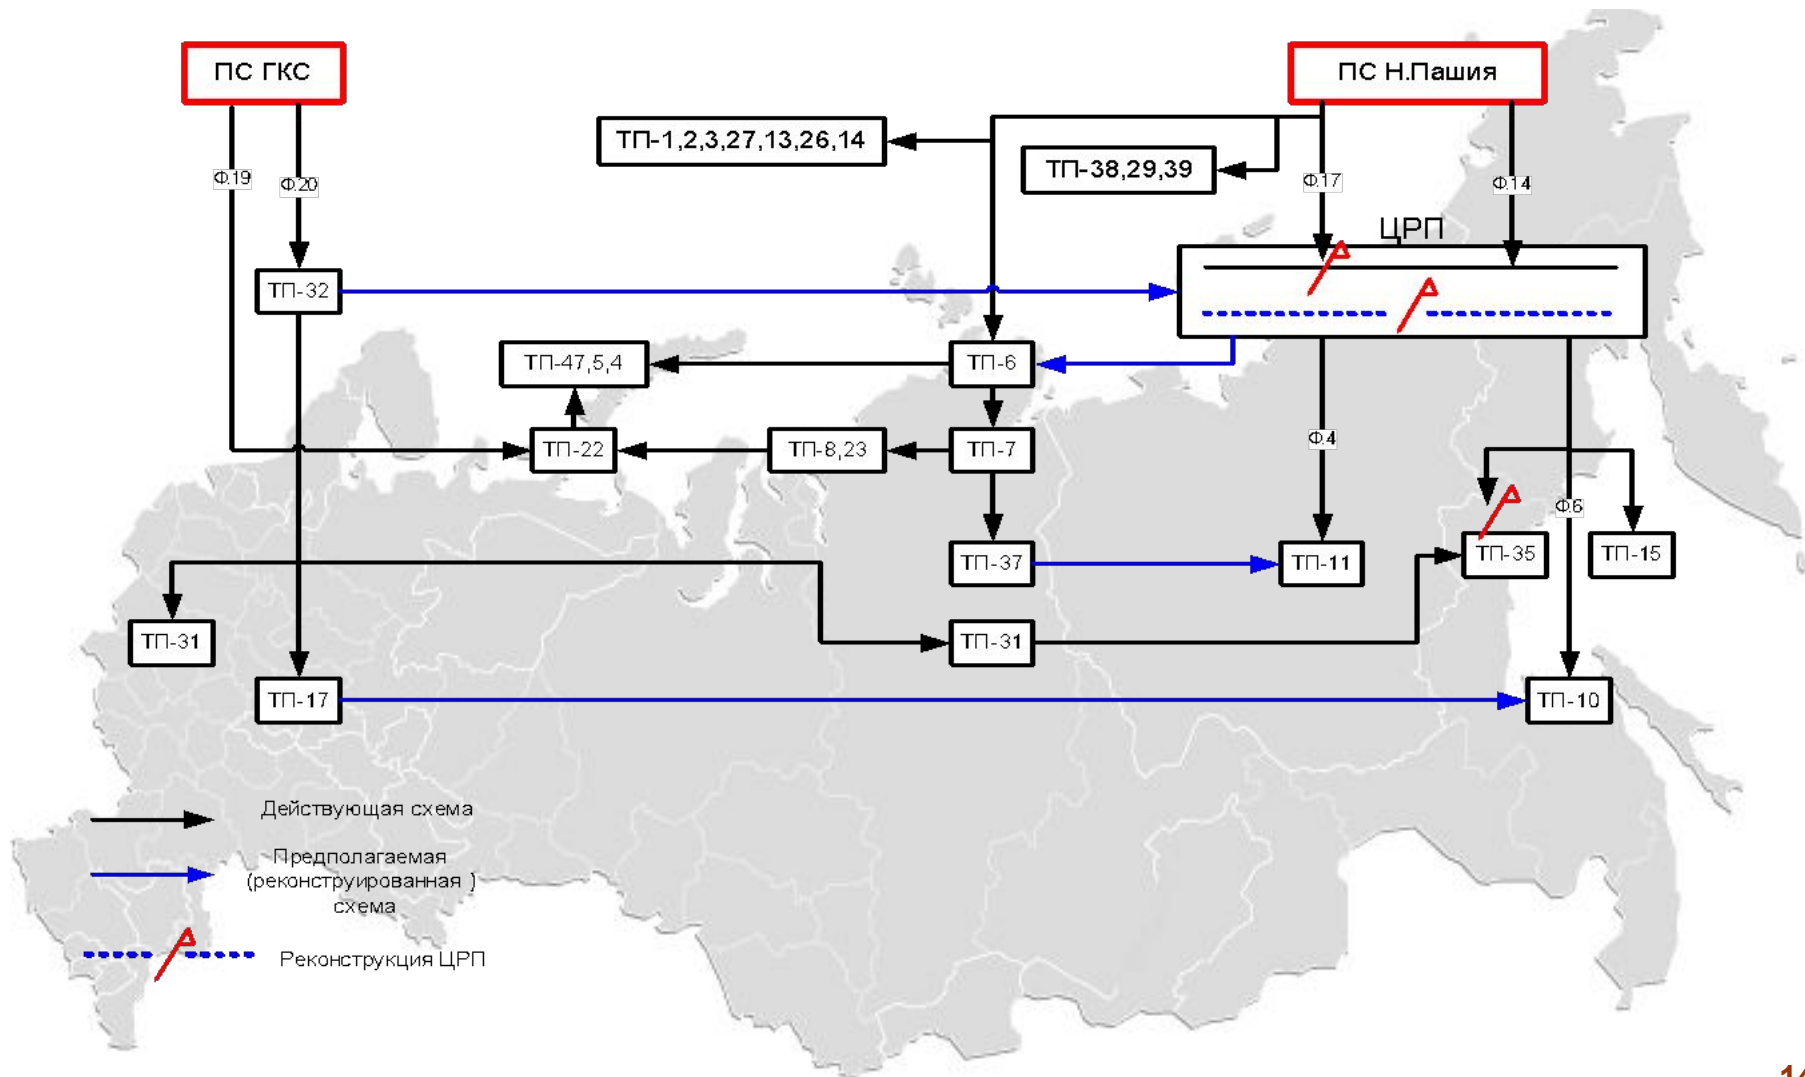 ПС ГКС
ПС Н.Пашия
ТП-1,2,3,27,13,26,14
ТП-38,29,39
Ф.19
Ф.20
Ф.17
Ф.14
ЦРП
ТП-32
ТП-47,5,4
ТП-6
ТП-22
ТП-8,23
ТП-7
Ф.4
Ф.6
ТП-37
ТП-11
ТП-35
ТП-15
ТП-31
ТП-31
ТП-17
ТП-10
Действующая схема
Предполагаемая
(реконструированная )
схема
Реконструкция ЦРП